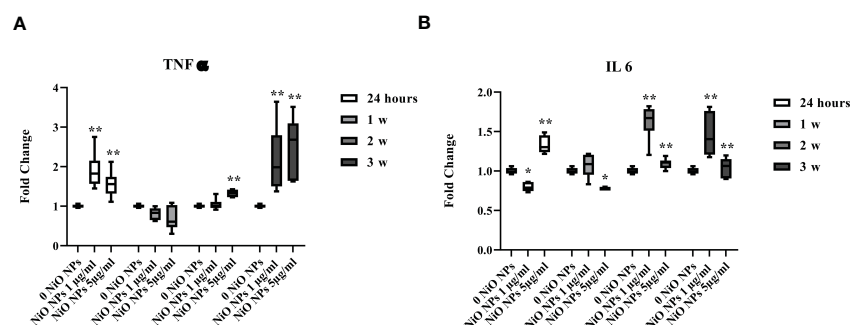 A
TNF α
Fold Change
4
3
2
1
0
** ** ** ** **
0 NiO NPs
NiO NPs 1 µg/ml
NiO NPs 5µg/ml
0 NiO NPs
NiO NPs 1 µg/ml
NiO NPs 5µg/ml
0 NiO NPs
NiO NPs 1 µg/ml
NiO NPs 5µg/ml
0 NiO NPs
NiO NPs 1 µg/ml
NiO NPs 5µg/ml
24 hours
1 w
2 w
3 w
B
IL 6
Fold Change
2.0
1.5
1.0
0.5
0.0
* ** * ** ** ** **
0 NiO NPs
NiO NPs 1 µg/ml
NiO NPs 5µg/ml
0 NiO NPs
NiO NPs 1 µg/ml
NiO NPs 5µg/ml
0 NiO NPs
NiO NPs 1 µg/ml
NiO NPs 5µg/ml
0 NiO NPs
NiO NPs 1 µg/ml
NiO NPs 5µg/ml
24 hours
1 w
2 w
3 w